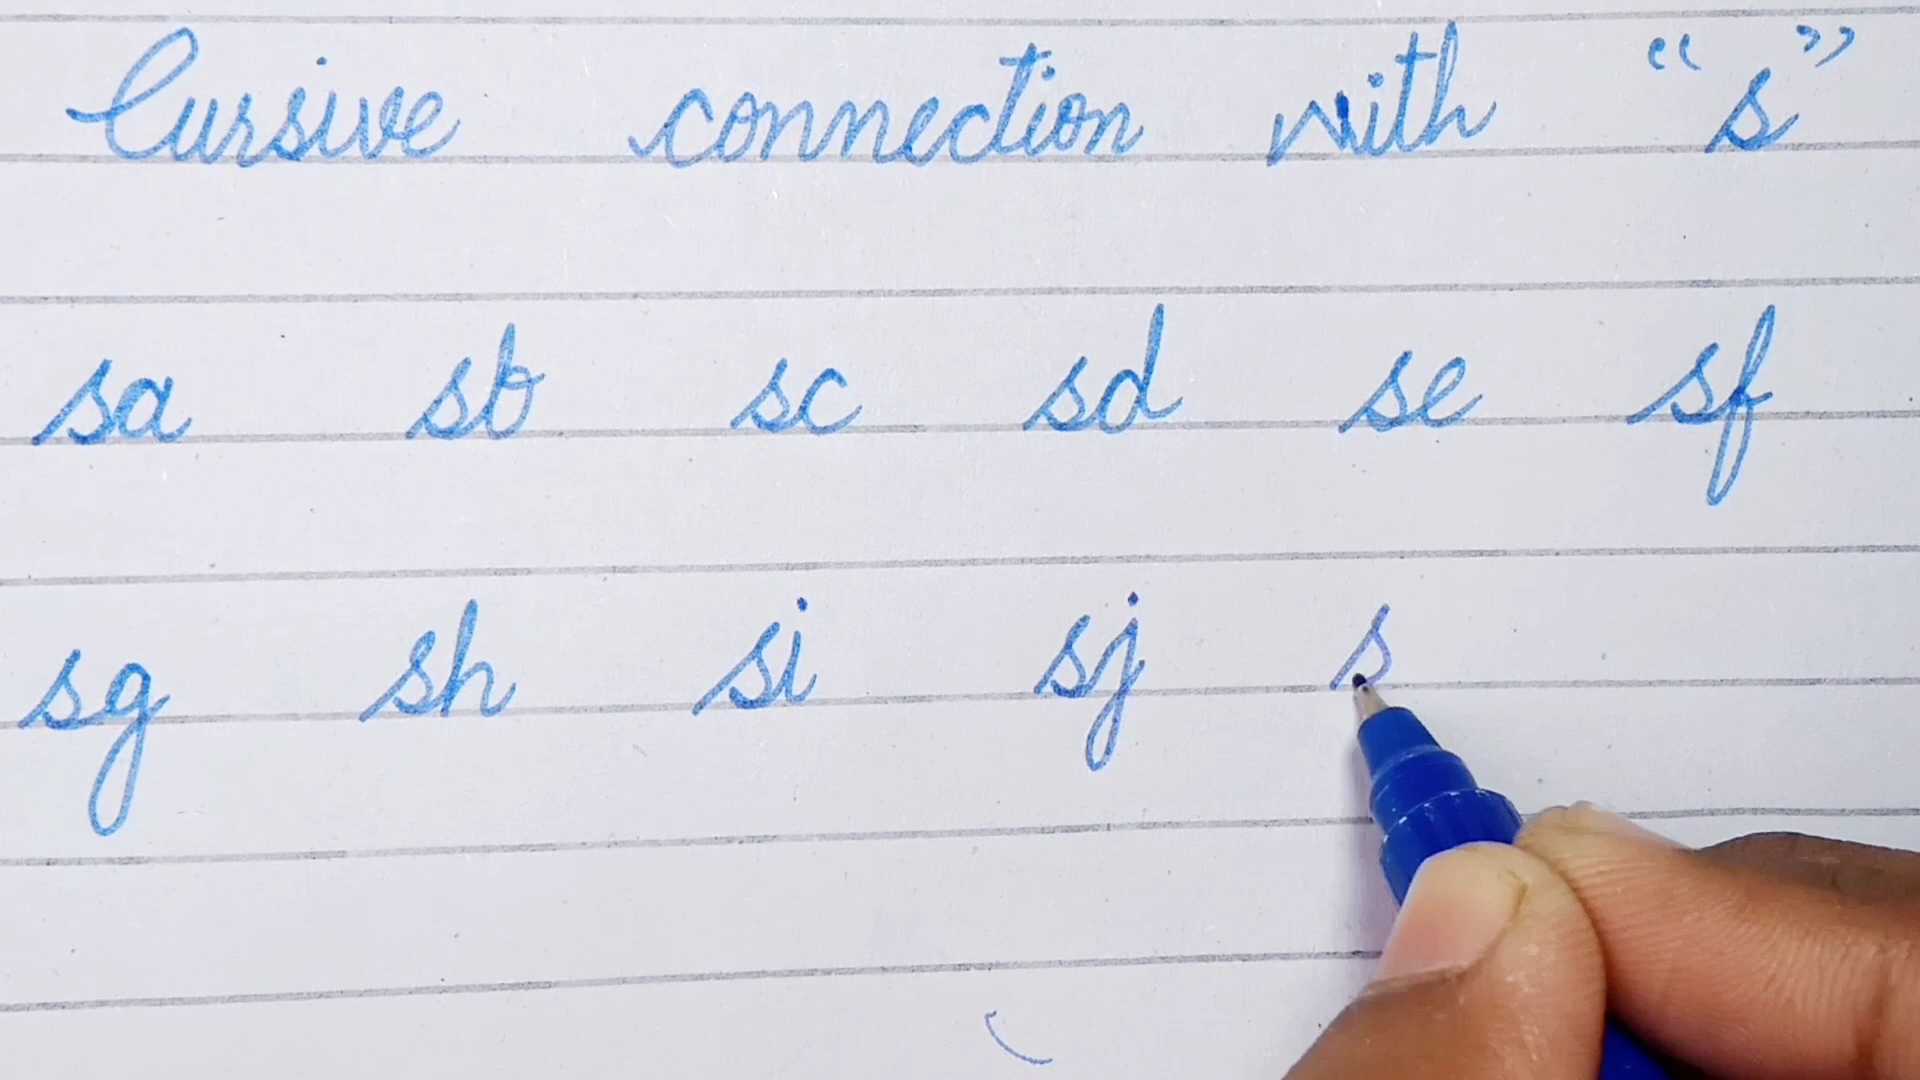 Cursive connection with “s”
sa sb sc sd se sf
sg sh si sj s